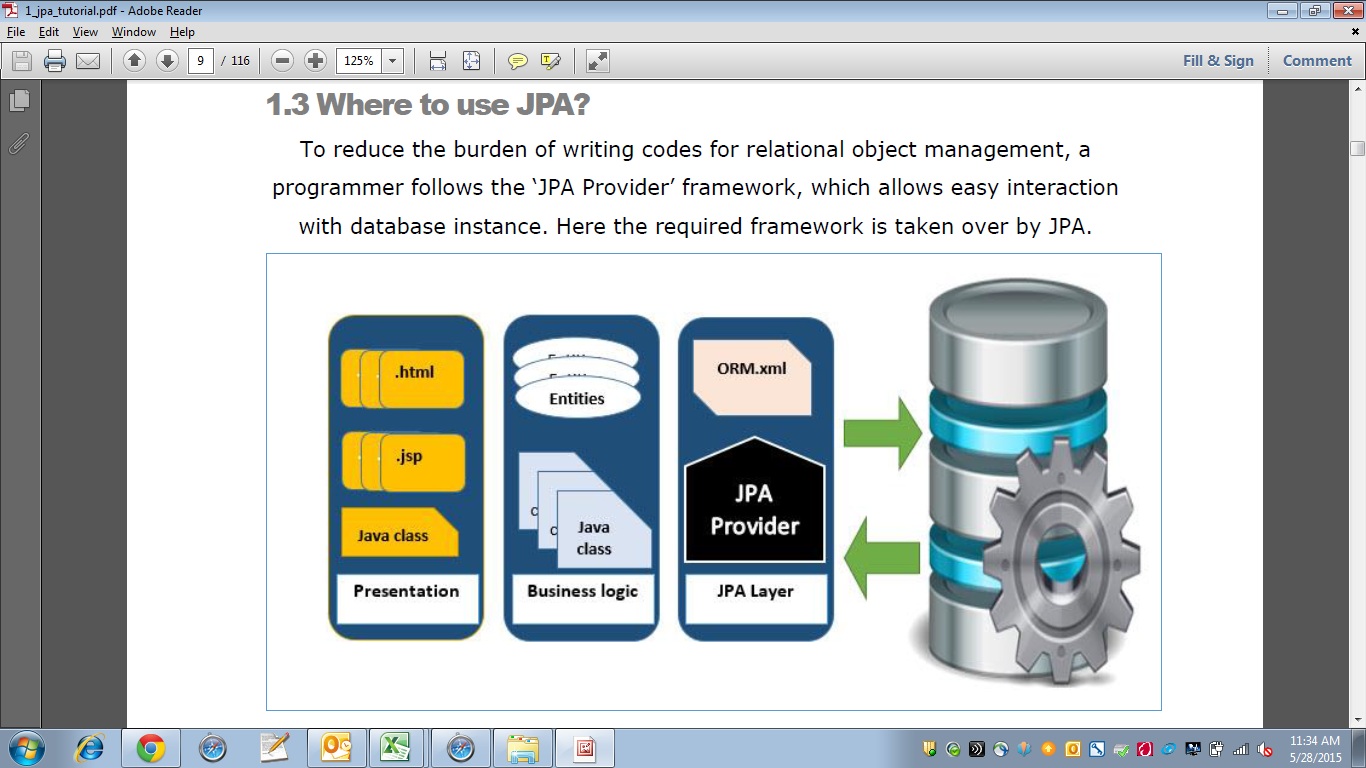 1_jpa_tutorial.pdf - Adobe Reader
File Edit View Window Help
9 / 116 125% Fill & Sign Comment
1.3 Where to use JPA?
To reduce the burden of writing codes for relational object management, a
programmer follows the ‘JPA Provider’ framework, which allows easy interaction
with database instance. Here the required framework is taken over by JPA.
.html
.jsp
Java class
Presentation
Entities
Java
class
Business logic
ORM.xml
JPA
Provider
JPA Layer
11:34 AM
5/28/2015